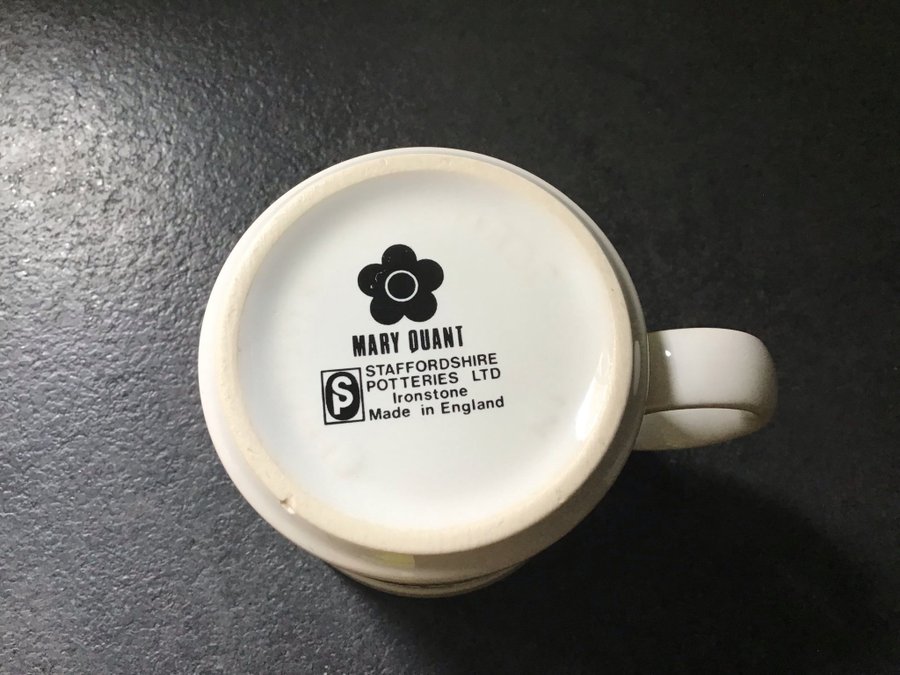 MARY QUANT
SP
STAFFORDSHIRE
POTTERIES LTD
Ironstone
Made in England